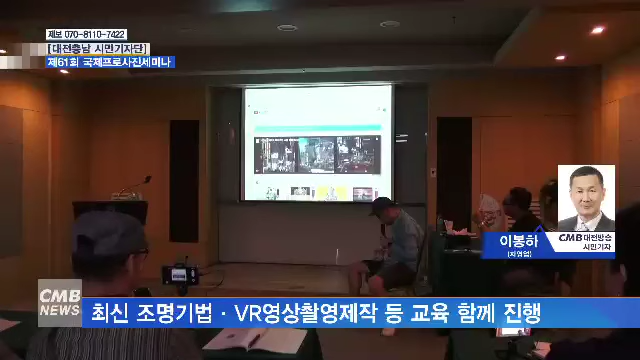 제보 070-8110-7422
[대전충남 시민기자단]
제61회 국제프로사진세미나
이봉하
(자영업)
CMB 대전방송
시민기자
CMB
NEWS
최신 조명기법 · VR영상촬영제작 등 교육 함께 진행